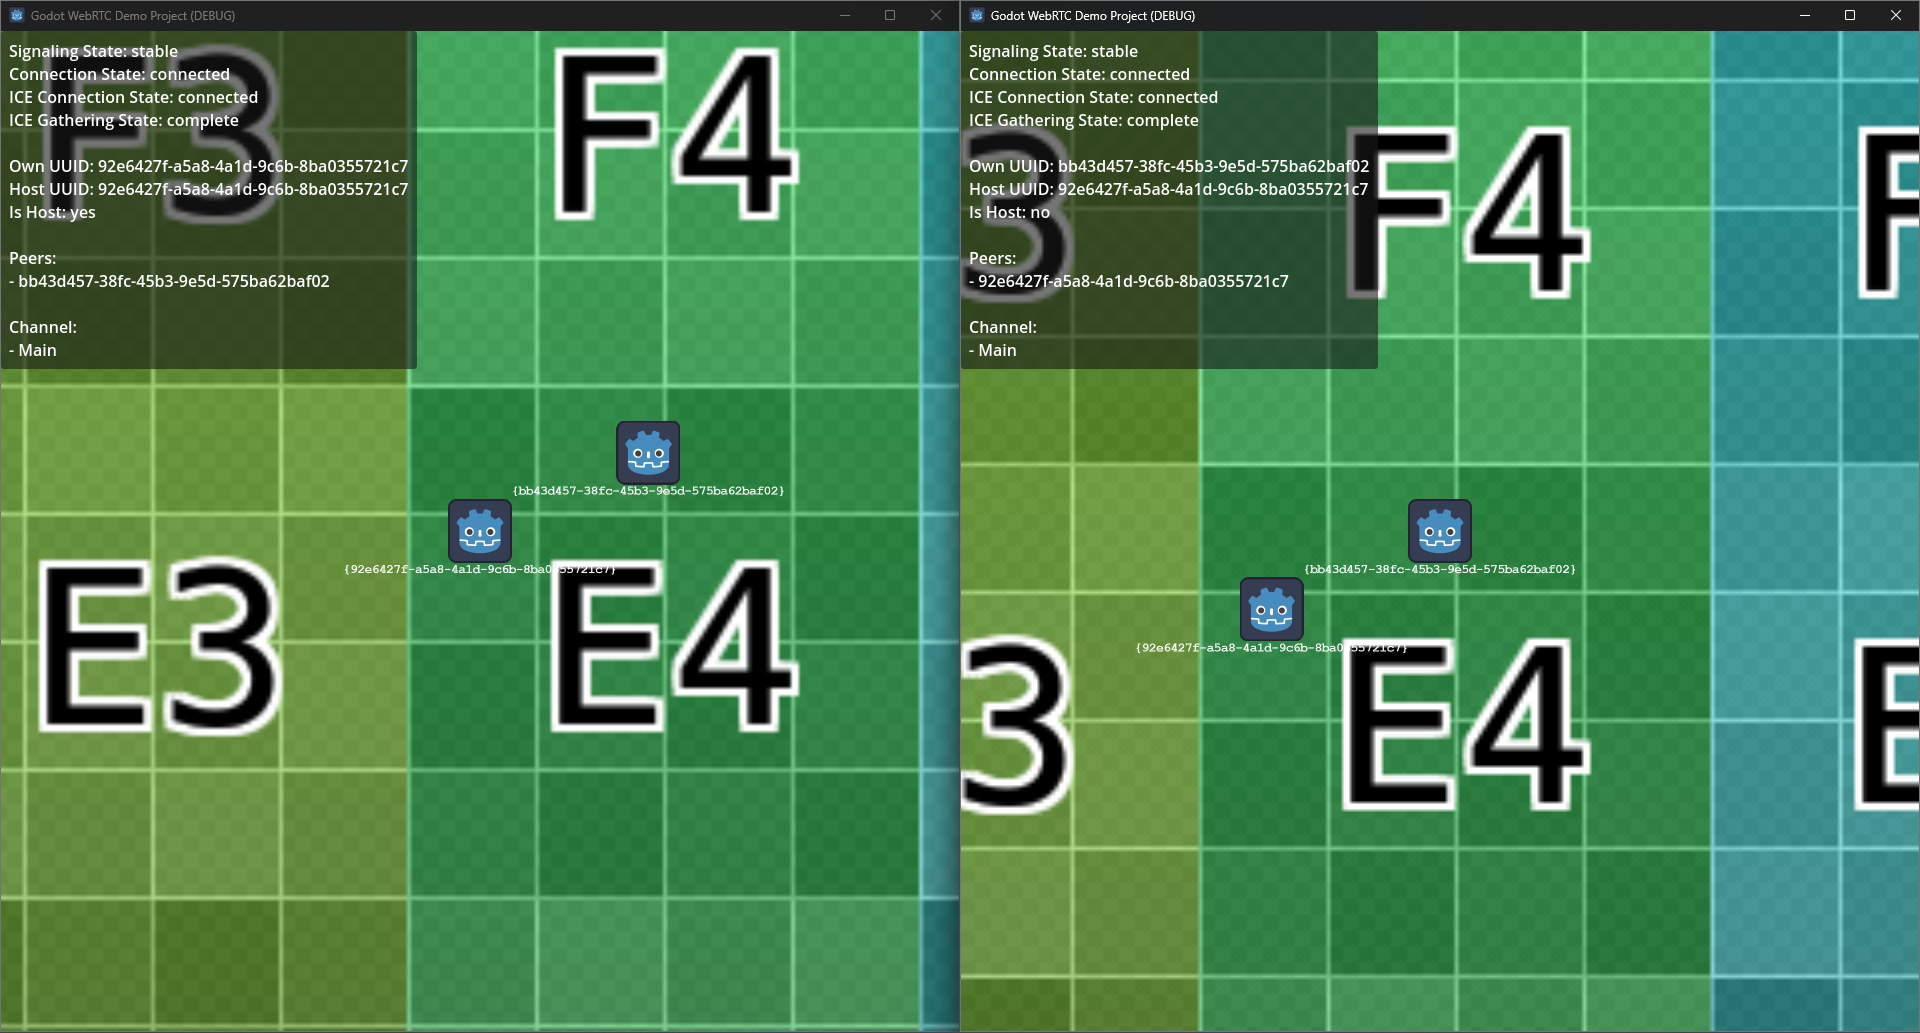 Godot WebRTC Demo Project (DEBUG)
Signaling State: stable
Connection State: connected
ICE Connection State: connected
ICE Gathering State: complete
Own UUID: 92e6427f-a5a8-4a1d-9c6b-8ba0355721c7
Host UUID: 92e6427f-a5a8-4a1d-9c6b-8ba0355721c7
Is Host: yes
Peers:
- bb43d457-38fc-45b3-9e5d-575ba62baf02
Channel:
- Main
F3 F4
{bb43d457-38fc-45b3-9e5d-575ba62baf02}
{92e6427f-a5a8-4a1d-9c6b-8ba0355721c7}
E3 E4
Godot WebRTC Demo Project (DEBUG)
Signaling State: stable
Connection State: connected
ICE Connection State: connected
ICE Gathering State: complete
Own UUID: bb43d457-38fc-45b3-9e5d-575ba62baf02
Host UUID: 92e6427f-a5a8-4a1d-9c6b-8ba0355721c7
Is Host: no
Peers:
- 92e6427f-a5a8-4a1d-9c6b-8ba0355721c7
Channel:
- Main
3 F4 F
{bb43d457-38fc-45b3-9e5d-575ba62baf02}
{92e6427f-a5a8-4a1d-9c6b-8ba0355721c7}
3 E4 E